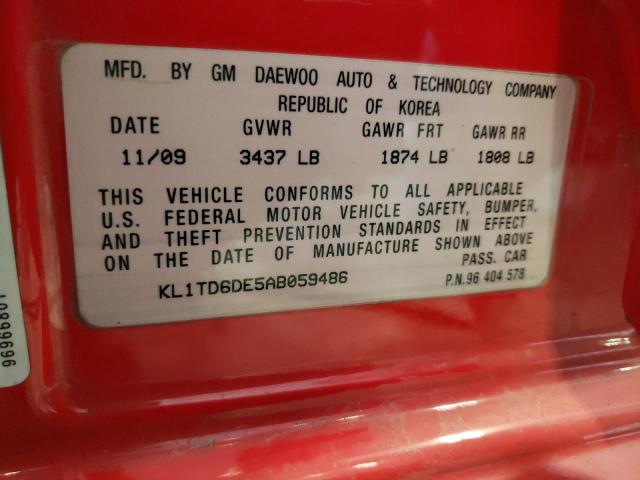 MFD. BY GM DAEWOO AUTO & TECHNOLOGY COMPANY
REPUBLIC OF KOREA
DATE GVWR GAWR FRT GAWR RR
11/09 3437 LB 1874 LB 1808 LB
THIS VEHICLE CONFORMS TO ALL APPLICABLE
U.S. FEDERAL MOTOR VEHICLE SAFETY, BUMPER,
AND THEFT PREVENTION STANDARDS IN EFFECT
ON THE DATE OF MANUFACTURE SHOWN ABOVE
PASS. CAR
KL1TD6DE5AB059486 P.N.96 404 578
96966801